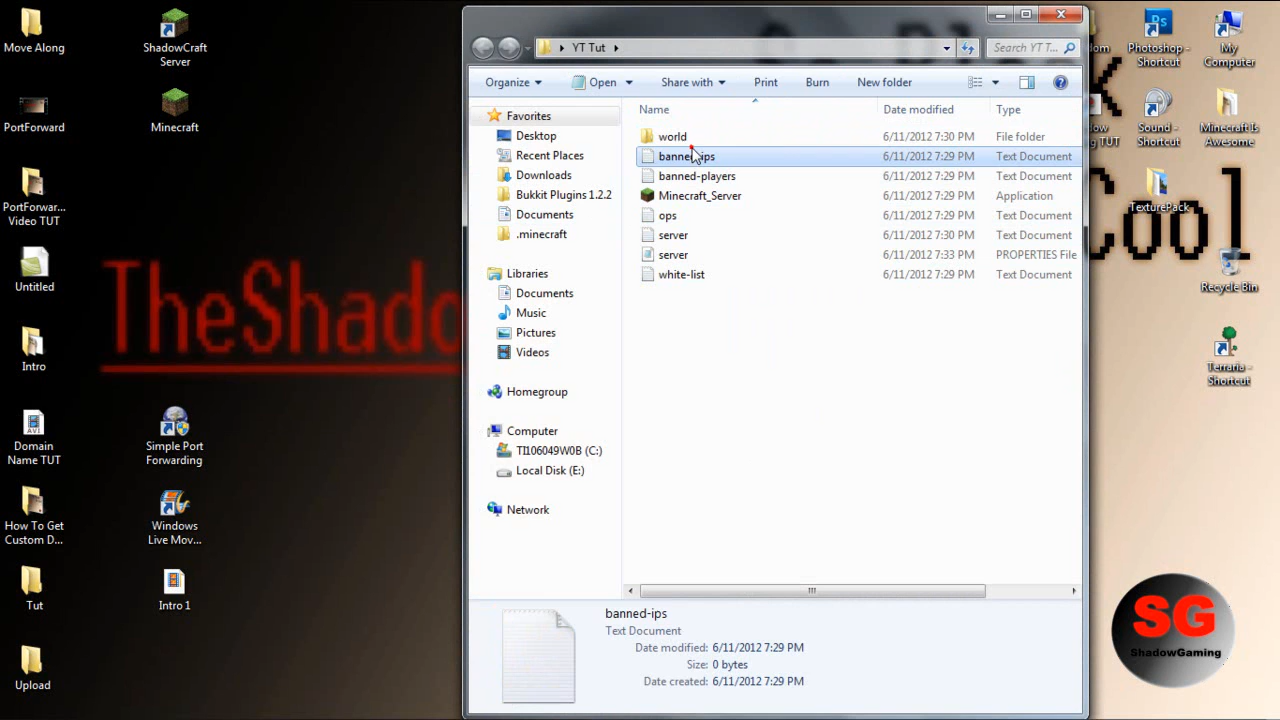 Move Along
PortForward
PortForwar...
Video TUT
Untitled
Intro
Domain
Name TUT
How To Get
Custom D...
Tut
Upload
ShadowCraft
Server
Minecraft
Simple Port
Forwarding
Windows
Live Mov...
Intro 1
TheShado
YT Tut
Search YT T...
Organize
Open
Share with
Print
Burn
New folder
Favorites
Desktop
Recent Places
Downloads
Bukkit Plugins 1.2.2
Documents
.minecraft
Libraries
Documents
Music
Pictures
Videos
Homegroup
Computer
TI106049W0B (C:)
Local Disk (E:)
Network
Name Date modified Type
world 6/11/2012 7:30 PM File folder
banned-ips 6/11/2012 7:29 PM Text Document
banned-players 6/11/2012 7:29 PM Text Document
Minecraft_Server 6/11/2012 7:29 PM Application
ops 6/11/2012 7:29 PM Text Document
server 6/11/2012 7:30 PM Text Document
server 6/11/2012 7:33 PM PROPERTIES File
white-list 6/11/2012 7:29 PM Text Document
banned-ips
Text Document
Date modified: 6/11/2012 7:29 PM
Size: 0 bytes
Date created: 6/11/2012 7:29 PM
Photoshop -
Shortcut
My
Computer
Sound -
Shortcut
Minecraft Is
Awesome
TexturePack
Cool
Recycle Bin
Terraria -
Shortcut
SG
ShadowGaming